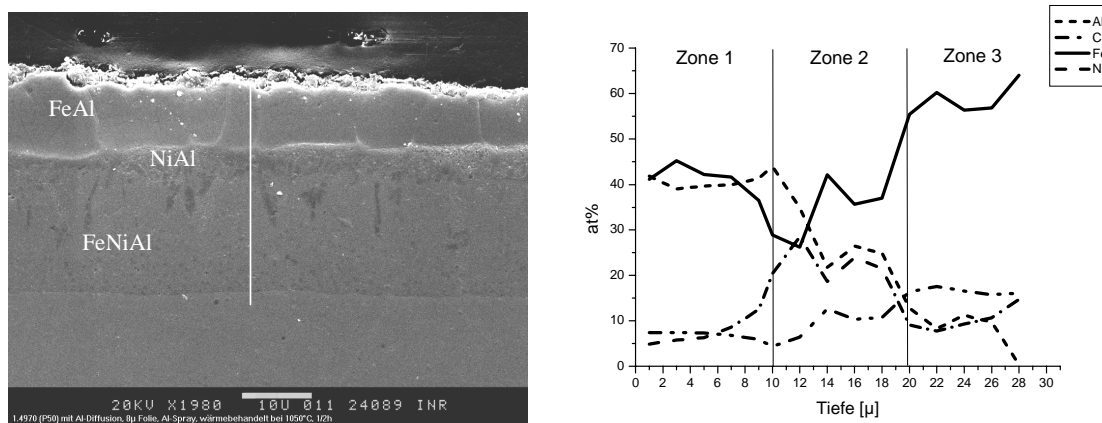 FeAl
NiAl
FeNiAl
20KV X1980 10U 011 24089 INR
1.4970 (P50) mit Al-Diffusion, 8µ Folie, Al-Spray, wärmebehandelt bei 1050°C, 1/2h
Al
C
Fe
N
Zone 1 Zone 2 Zone 3
70
60
50
40
30
20
10
0
at%
0 2 4 6 8 10 12 14 16 18 20 22 24 26 28 30
Tiefe [µ]